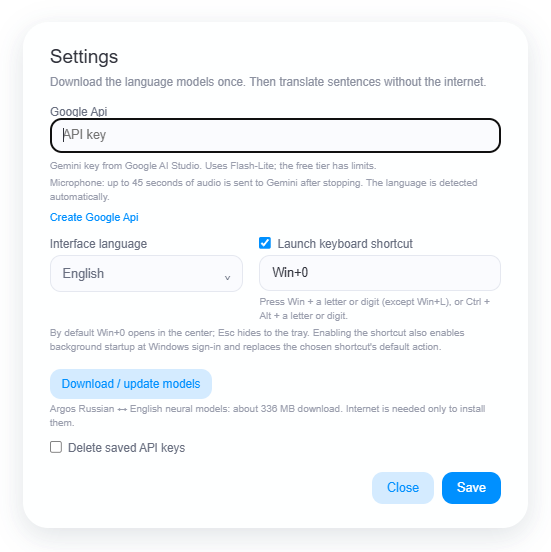 Settings
Download the language models once. Then translate sentences without the internet.
Google Api
API key
Gemini key from Google AI Studio. Uses Flash-Lite; the free tier has limits.
Microphone: up to 45 seconds of audio is sent to Gemini after stopping. The language is detected
automatically.
Create Google Api
Interface language
English
Launch keyboard shortcut
Win+0
Press Win + a letter or digit (except Win+L), or Ctrl +
Alt + a letter or digit.
By default Win+0 opens in the center; Esc hides to the tray. Enabling the shortcut also enables
background startup at Windows sign-in and replaces the chosen shortcut's default action.
Download / update models
Argos Russian ↔ English neural models: about 336 MB download. Internet is needed only to install
them.
Delete saved API keys
Close
Save